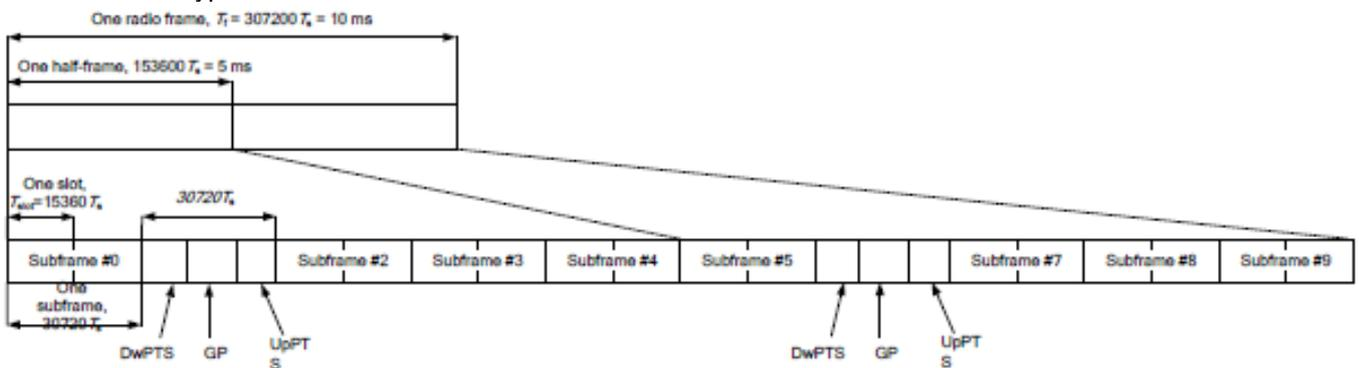 One radio frame, Tf = 307200 Ts = 10 ms
One half-frame, 153600 Ts = 5 ms
One slot,
Tslot=15360 Ts
30720Ts
Subframe #0
Subframe #2
Subframe #3
Subframe #4
Subframe #5
Subframe #7
Subframe #8
Subframe #9
One
subframe,
30720 Ts
DwPTS
GP
UpPT
S
DwPTS
GP
UpPT
S